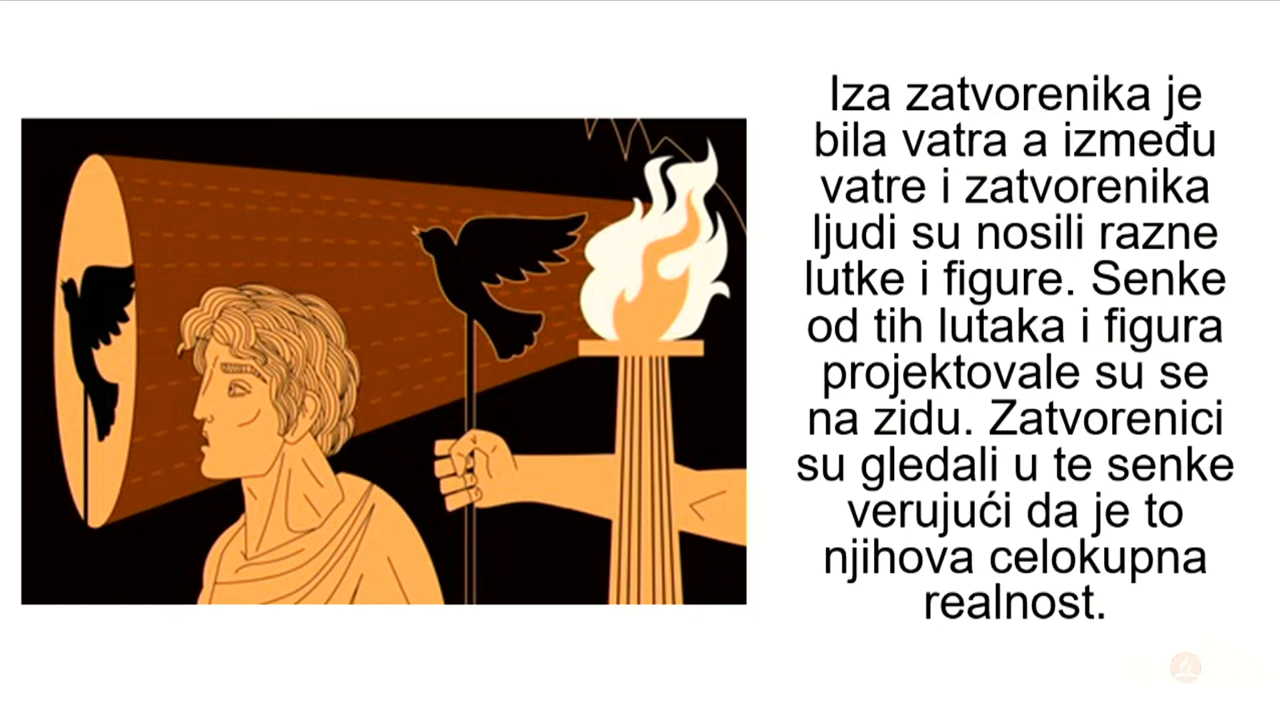 Iza zatvorenika je
bila vatra a između
vatre i zatvorenika
ljudi su nosili razne
lutke i figure. Senke
od tih lutaka i figura
projektovale su se
na zidu. Zatvorenici
su gledali u te senke
verujući da je to
njihova celokupna
realnost.